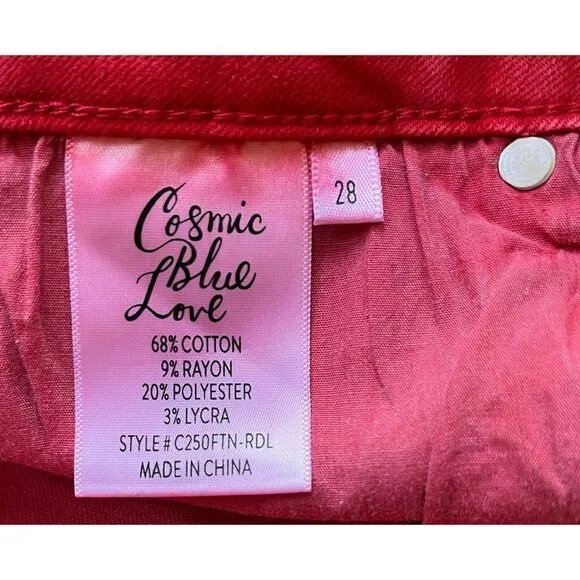 Cosmic
Blue
Love
68% COTTON
9% RAYON
20% POLYESTER
3% LYCRA
STYLE # C250FTN-RDL
MADE IN CHINA
28